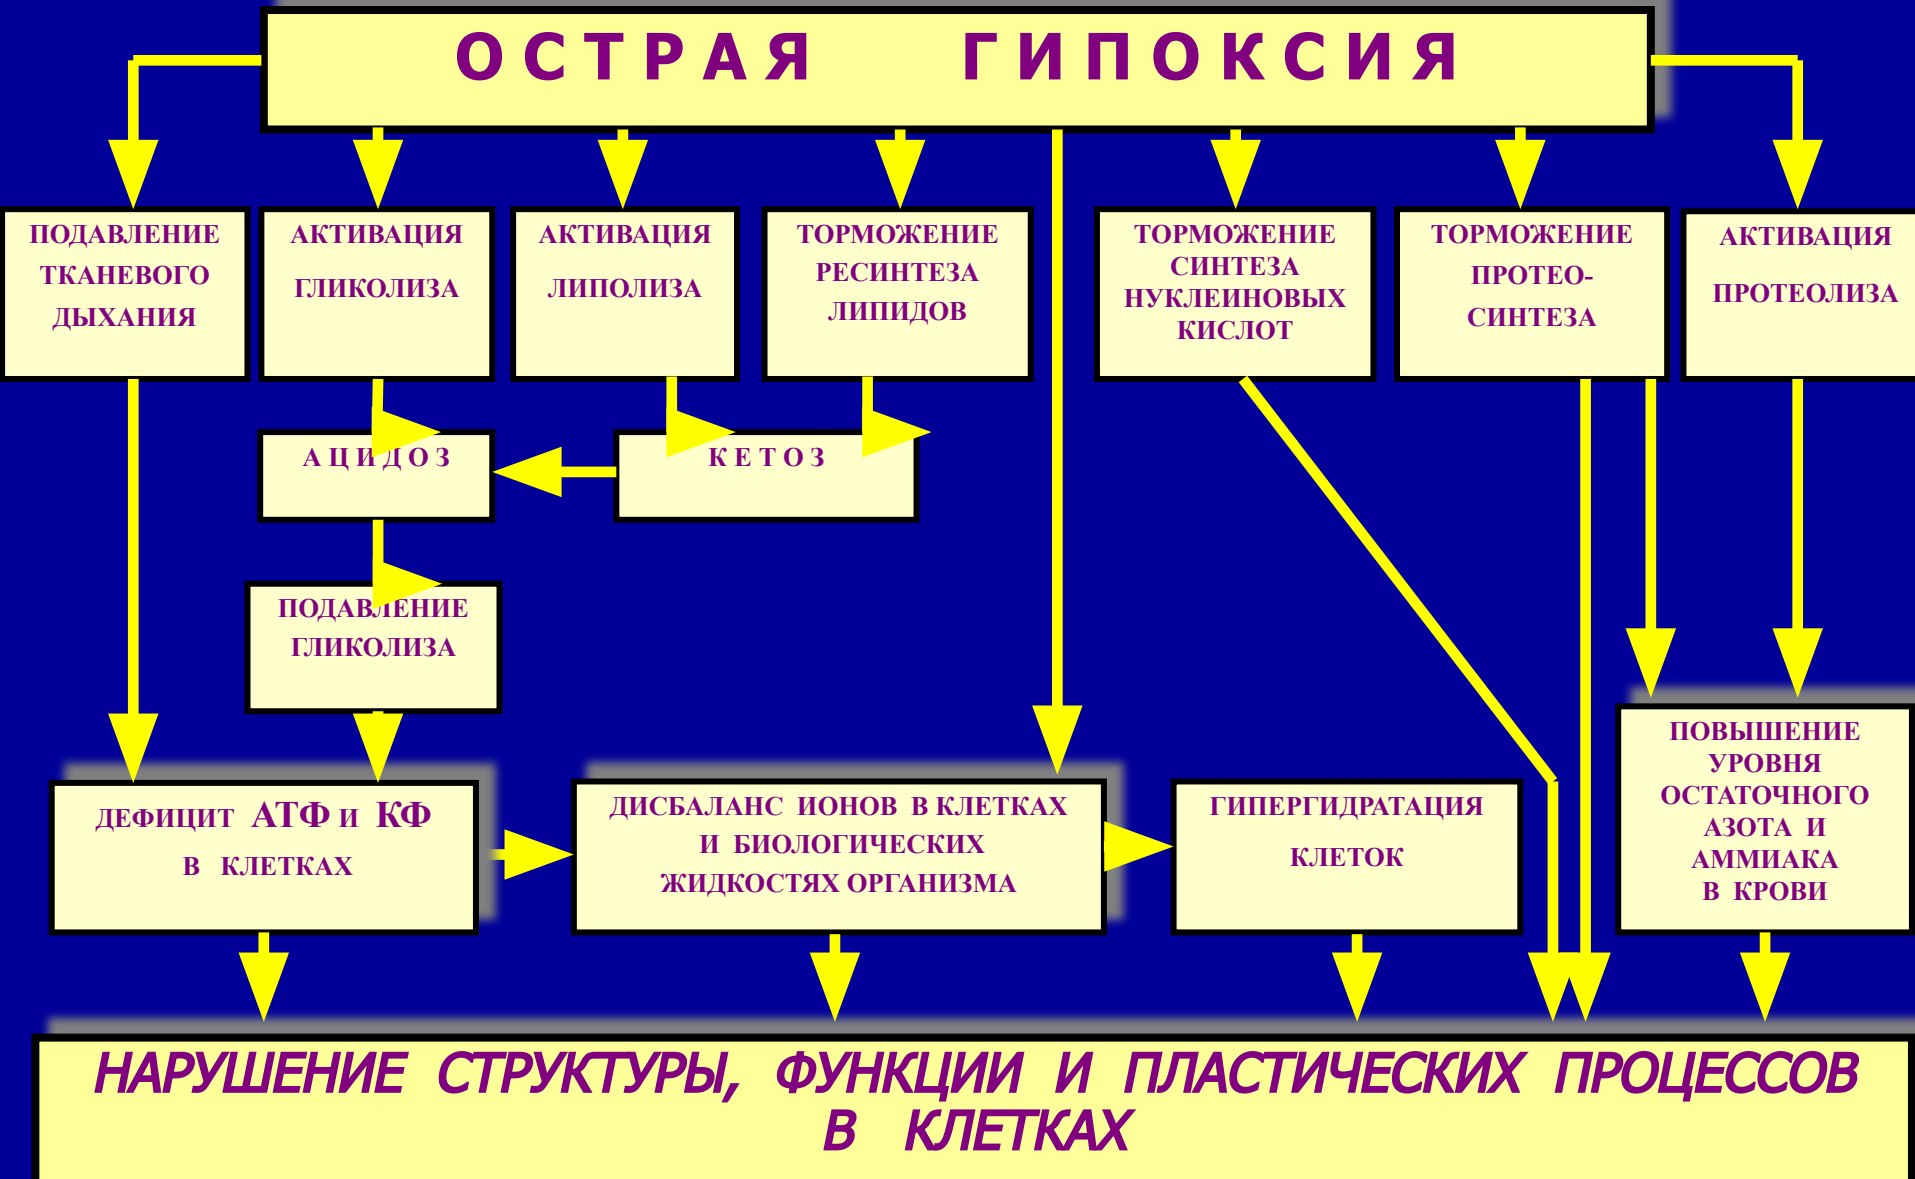 ОСТРАЯ ГИПОКСИЯ
ПОДАВЛЕНИЕ
ТКАНЕВОГО
ДЫХАНИЯ
АКТИВАЦИЯ
ГЛИКОЛИЗА
АКТИВАЦИЯ
ЛИПОЛИЗА
ТОРМОЖЕНИЕ
РЕСИНТЕЗА
ЛИПИДОВ
ТОРМОЖЕНИЕ
СИНТЕЗА
НУКЛЕИНОВЫХ
КИСЛОТ
ТОРМОЖЕНИЕ
ПРОТЕО-
СИНТЕЗА
АКТИВАЦИЯ
ПРОТЕОЛИЗА
АЦИДОЗ
КЕТОЗ
ПОДАВЛЕНИЕ
ГЛИКОЛИЗА
ДЕФИЦИТ АТФ И КФ
В КЛЕТКАХ
ДИСБАЛАНС ИОНОВ В КЛЕТКАХ
И БИОЛОГИЧЕСКИХ
ЖИДКОСТЯХ ОРГАНИЗМА
ГИПЕРГИДРАТАЦИЯ
КЛЕТОК
ПОВЫШЕНИЕ
УРОВНЯ
ОСТАТОЧНОГО
АЗОТА И
АММИАКА
В КРОВИ
НАРУШЕНИЕ СТРУКТУРЫ, ФУНКЦИИ И ПЛАСТИЧЕСКИХ ПРОЦЕССОВ
В КЛЕТКАХ